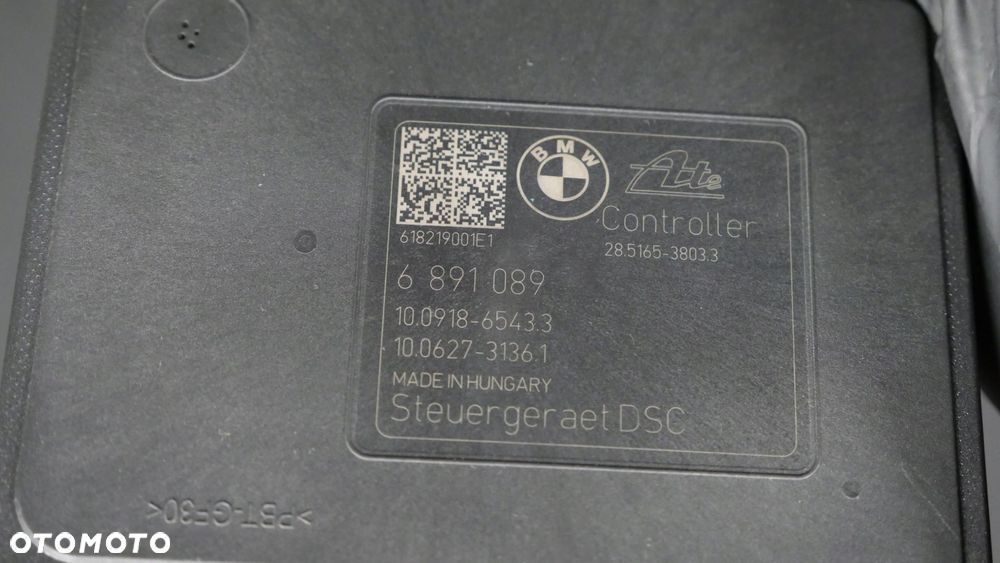 BMW
Ate
Controller
28.5165-3803.3
618219001E1
6 891 089
10.0918-6543.3
10.0627-3136.1
MADE IN HUNGARY
Steuergeraet DSC
>PBT-GF30<
OTOMOTO